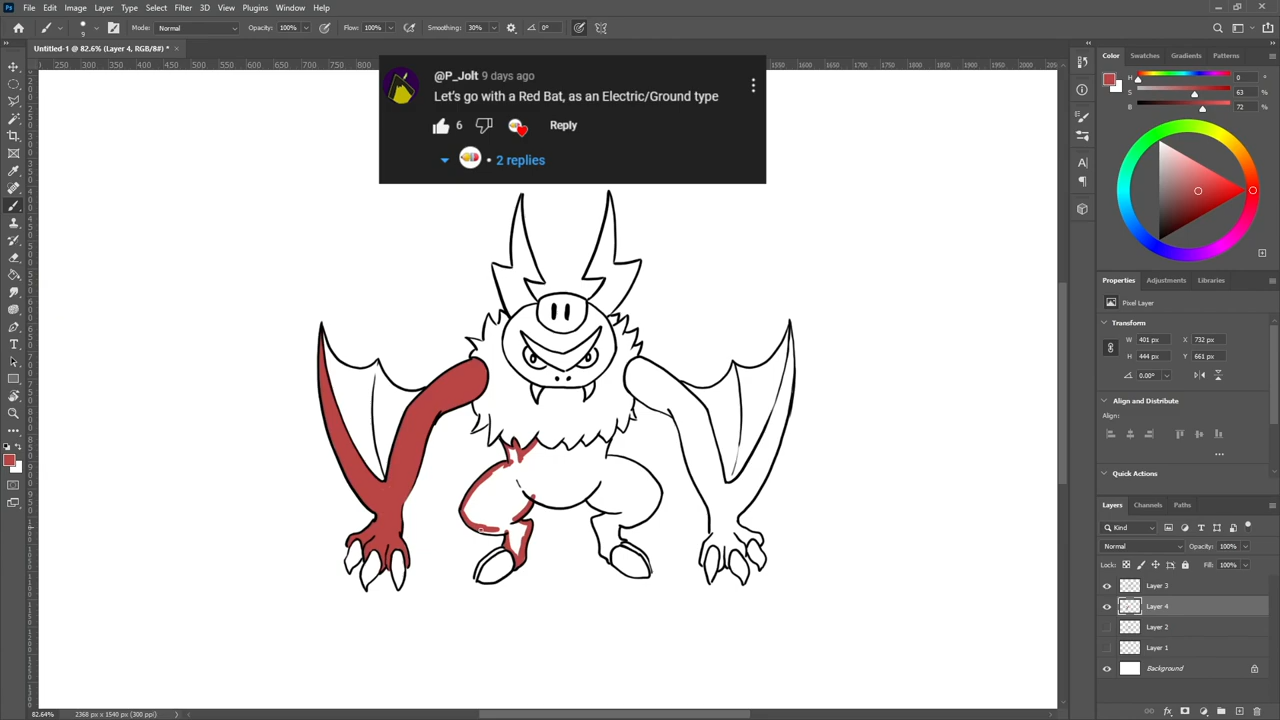 File Edit Image Layer Type Select Filter 3D View Plugins Window Help
9 Mode: Normal Opacity: 100% Flow: 100% Smoothing: 30% 0°
Untitled-1 @ 82.6% (Layer 4, RGB/8#) *
@P_Jolt 9 days ago
Let's go with a Red Bat, as an Electric/Ground type
6 Reply
2 replies
Color Swatches Gradients Patterns
H 0 °
S 63 %
B 72 %
Properties Adjustments Libraries
Pixel Layer
Transform
W 401 px X 732 px
H 444 px Y 661 px
0.00°
Align and Distribute
Align:
Quick Actions
Layers Channels Paths
Kind
Normal Opacity: 100%
Lock: Fill: 100%
Layer 3
Layer 4
Layer 2
Layer 1
Background
82.64% 2368 px x 1540 px (300 ppi)